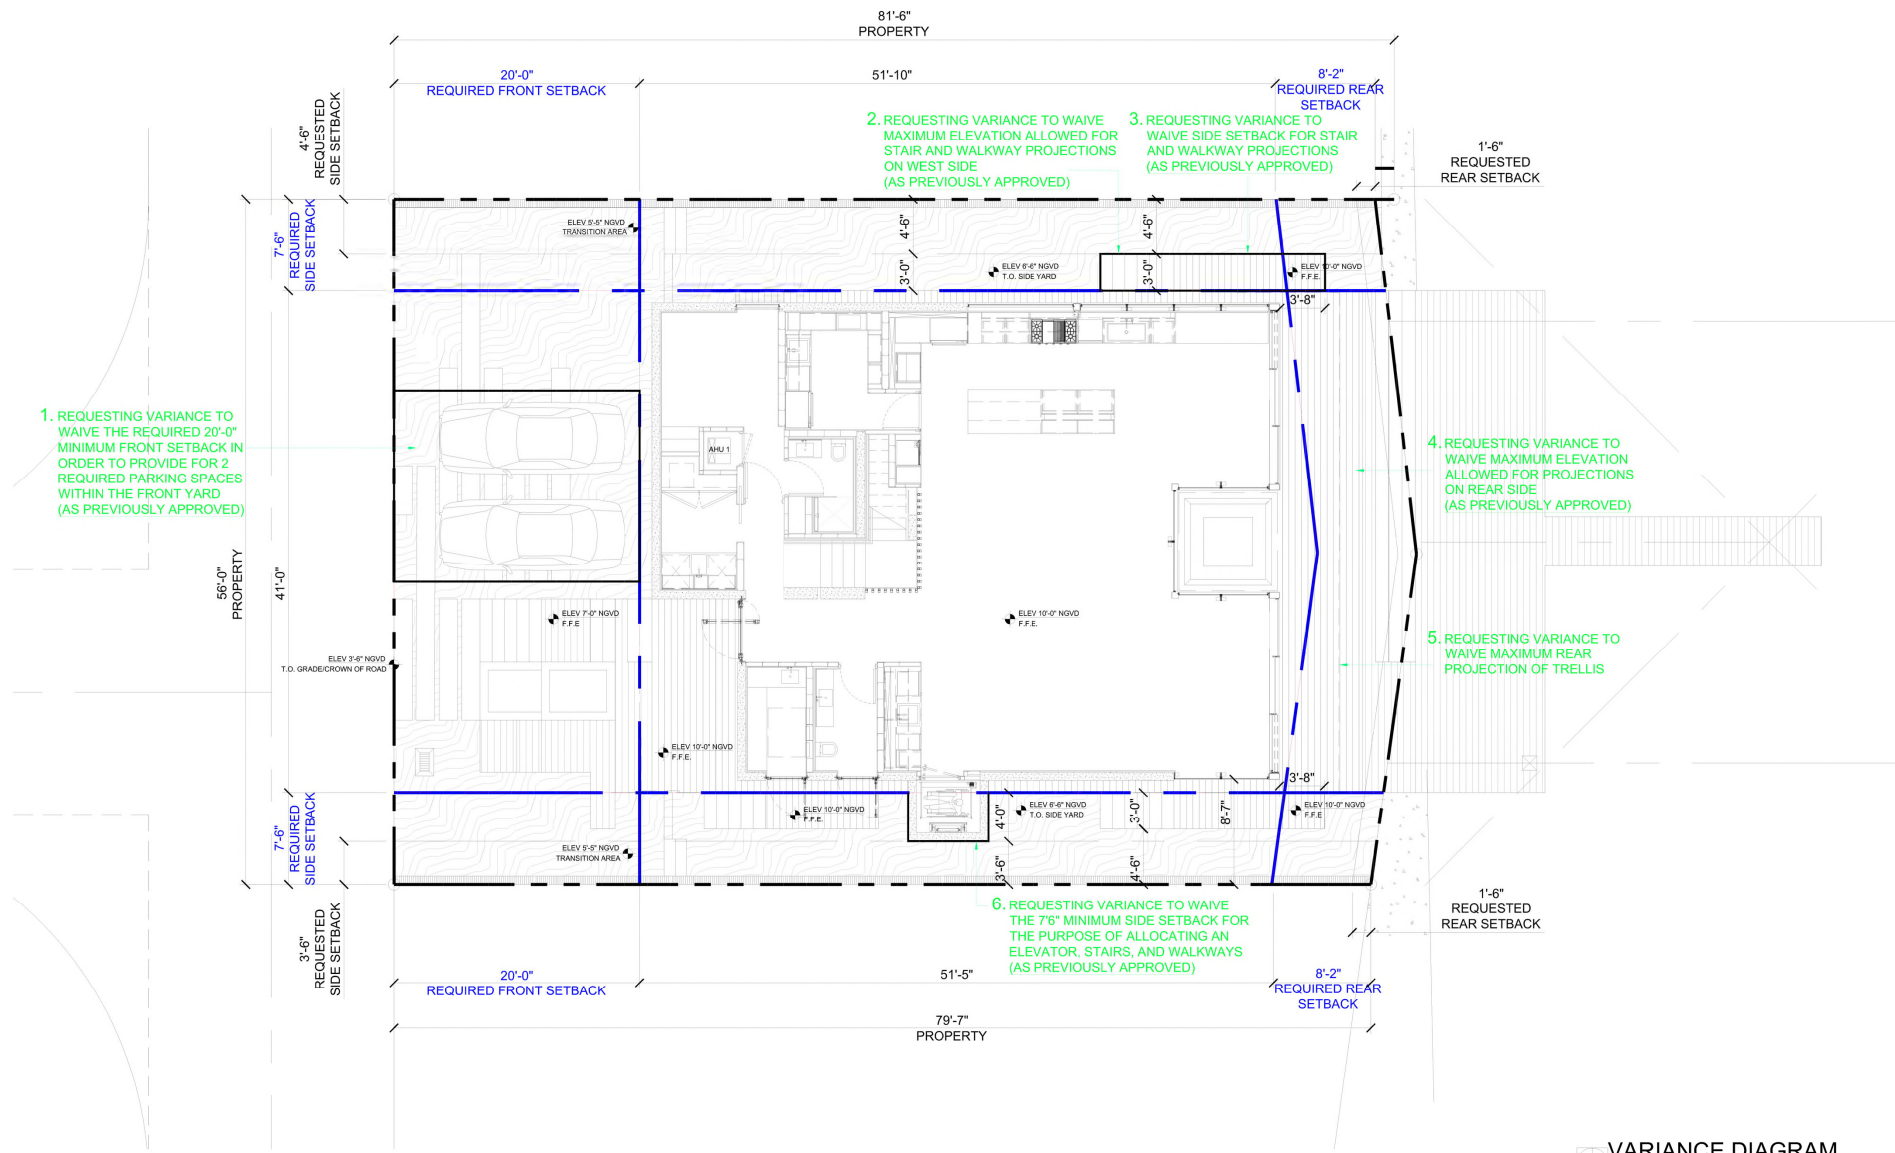 81'-6"
PROPERTY
20'-0"
REQUIRED FRONT SETBACK
51'-10"
8'-2"
REQUIRED REAR
SETBACK
4'-6"
REQUESTED
SIDE SETBACK
2. REQUESTING VARIANCE TO WAIVE
MAXIMUM ELEVATION ALLOWED FOR
STAIR AND WALKWAY PROJECTIONS
ON WEST SIDE
(AS PREVIOUSLY APPROVED)
3. REQUESTING VARIANCE TO
WAIVE SIDE SETBACK FOR STAIR
AND WALKWAY PROJECTIONS
(AS PREVIOUSLY APPROVED)
1'-6"
REQUESTED
REAR SETBACK
7'-6"
REQUIRED
SIDE SETBACK
ELEV 5'-5" NGVD
TRANSITION AREA
4'-6"
4'-6"
3'-0"
ELEV 6'-6" NGVD
T.O. SIDE YARD
3'-0"
ELEV 10'-0" NGVD
F.F.E.
3'-8"
1. REQUESTING VARIANCE TO
WAIVE THE REQUIRED 20'-0"
MINIMUM FRONT SETBACK IN
ORDER TO PROVIDE FOR 2
REQUIRED PARKING SPACES
WITHIN THE FRONT YARD
(AS PREVIOUSLY APPROVED)
AHU 1
4. REQUESTING VARIANCE TO
WAIVE MAXIMUM ELEVATION
ALLOWED FOR PROJECTIONS
ON REAR SIDE
(AS PREVIOUSLY APPROVED)
56'-0"
PROPERTY
41'-0"
ELEV 7'-0" NGVD
F.F.E
ELEV 10'-0" NGVD
F.F.E.
ELEV 3'-6" NGVD
T.O. GRADE/CROWN OF ROAD
5. REQUESTING VARIANCE TO
WAIVE MAXIMUM REAR
PROJECTION OF TRELLIS
ELEV 10'-0" NGVD
F.F.E.
3'-8"
7'-6"
REQUIRED
SIDE SETBACK
ELEV 10'-0" NGVD
F.F.E.
4'-0"
ELEV 6'-6" NGVD
T.O. SIDE YARD
3'-0"
8'-7"
ELEV 10'-0" NGVD
F.F.E
ELEV 5'-5" NGVD
TRANSITION AREA
3'-6"
4'-6"
3'-6"
REQUESTED
SIDE SETBACK
6. REQUESTING VARIANCE TO WAIVE
THE 7'6" MINIMUM SIDE SETBACK FOR
THE PURPOSE OF ALLOCATING AN
ELEVATOR, STAIRS, AND WALKWAYS
(AS PREVIOUSLY APPROVED)
1'-6"
REQUESTED
REAR SETBACK
20'-0"
REQUIRED FRONT SETBACK
51'-5"
8'-2"
REQUIRED REAR
SETBACK
79'-7"
PROPERTY
VARIANCE DIAGRAM